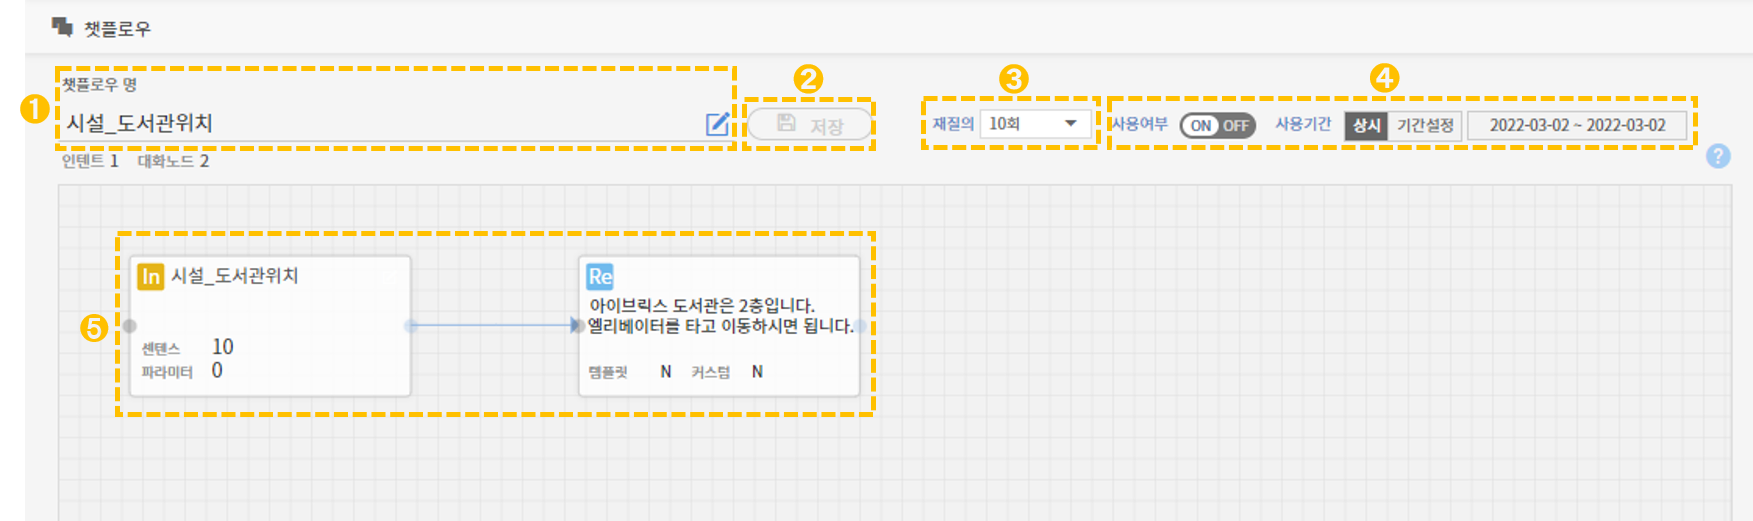 챗플로우
챗플로우 명
❶ 시설_도서관위치
❷
저장
❸
재질의 10회
❹
사용여부 ON OFF 사용기간 상시 기간설정 2022-03-02 ~ 2022-03-02
인텐트 1 대화노드 2
?
❺
In 시설_도서관위치
센텐스 10
파라미터 0
Re
아이브릭스 도서관은 2층입니다.
엘리베이터를 타고 이동하시면 됩니다.
템플릿 N 커스텀 N